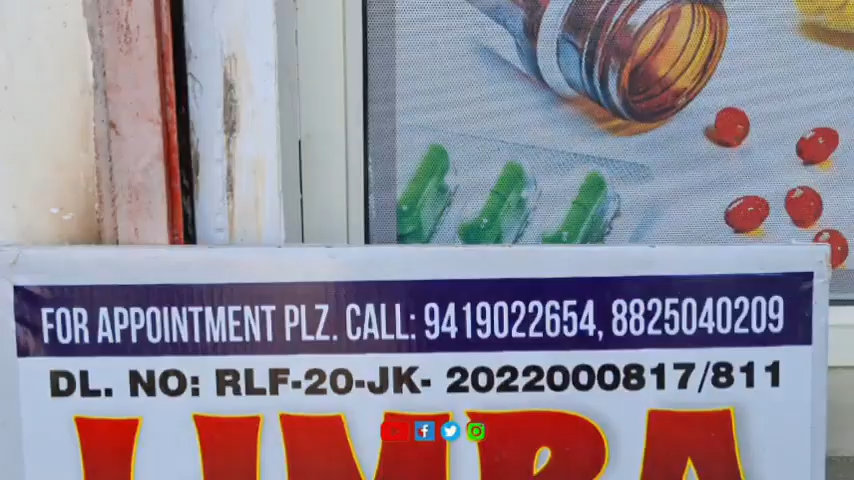 FOR APPOINTMENT PLZ. CALL: 9419022654, 8825040209
DL. NO: RLF-20-JK- 2022000817/811